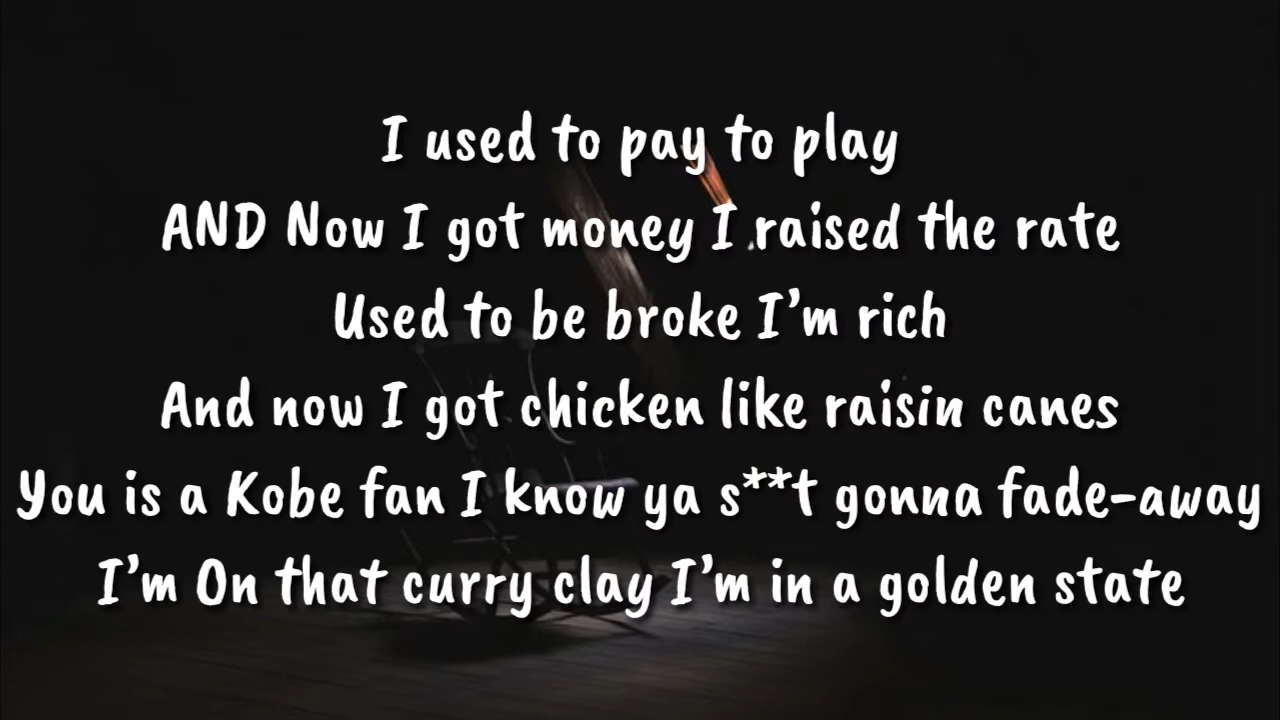 I used to pay to play
AND Now I got money I raised the rate
Used to be broke I’m rich
And now I got chicken like raisin canes
You is a Kobe fan I know ya s**t gonna fade-away
I’m On that curry clay I’m in a golden state